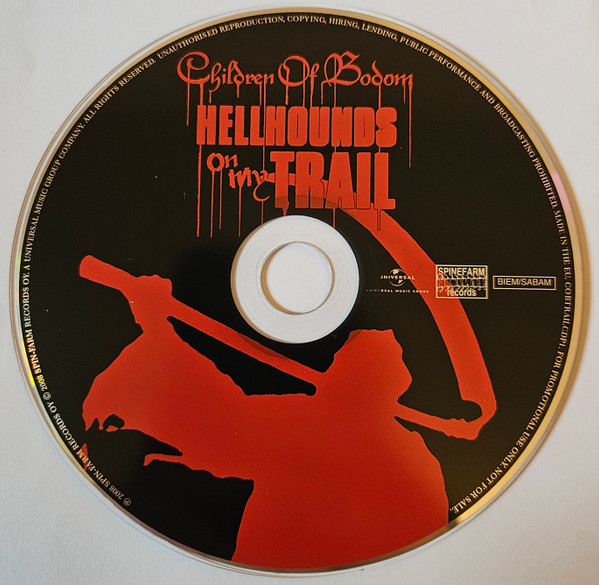 Children Of Bodom
HELLHOUNDS
On My TRAIL
UNIVERSAL
UNIVERSAL MUSIC GROUP
SPINEFARM
records
BIEM/SABAM
℗ 2008 SPIN-FARM RECORDS OY © 2008 SPIN-FARM RECORDS OY, A UNIVERSAL MUSIC GROUP COMPANY. ALL RIGHTS RESERVED. UNAUTHORISED REPRODUCTION, COPYING, HIRING, LENDING, PUBLIC PERFORMANCE AND BROADCASTING PROHIBITED. MADE IN THE EU. COBTRAILCDP1. FOR PROMOTIONAL USE ONLY. NOT FOR SALE.